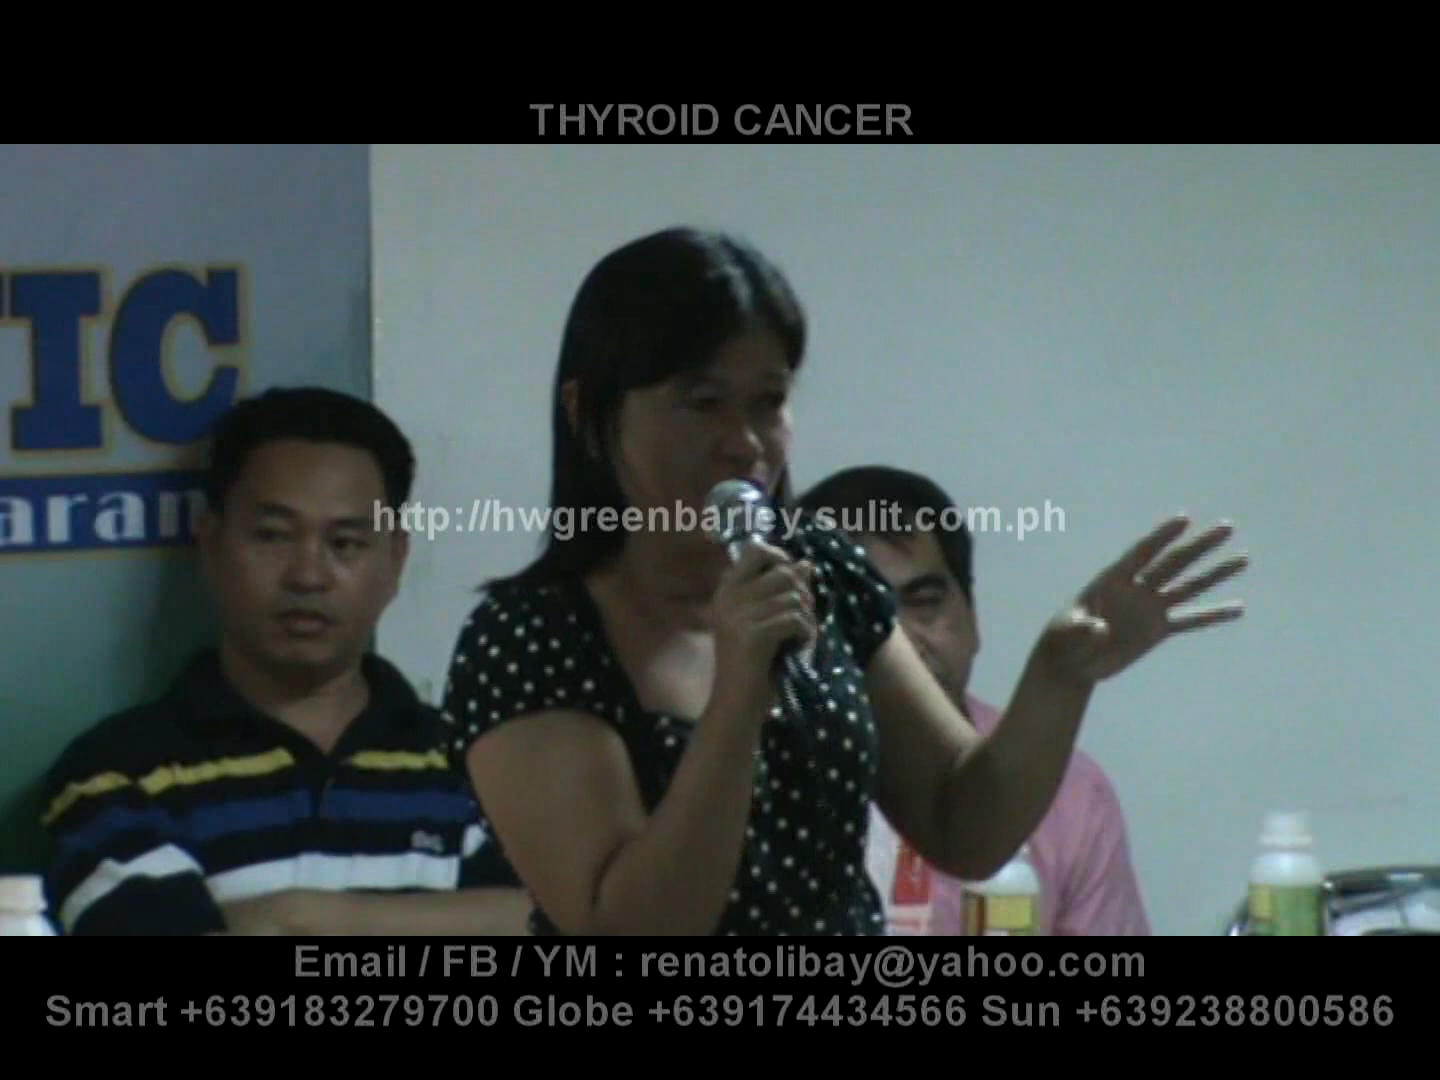 THYROID CANCER
IC
aran
http://hwgreenbarley.sulit.com.ph
Email / FB / YM : renatolibay@yahoo.com
Smart +639183279700 Globe +639174434566 Sun +639238800586